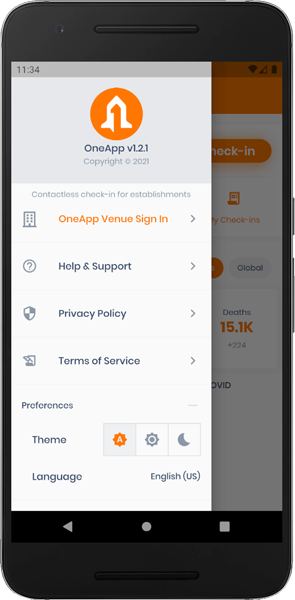 11:34
OneApp v1.2.1
Copyright © 2021
Contactless check-in for establishments
OneApp Venue Sign In
Help & Support
Privacy Policy
Terms of Service
Preferences
Theme
A
Language
English (US)
heck-in
My Check-ins
Global
Deaths
15.1K
+224
OVID